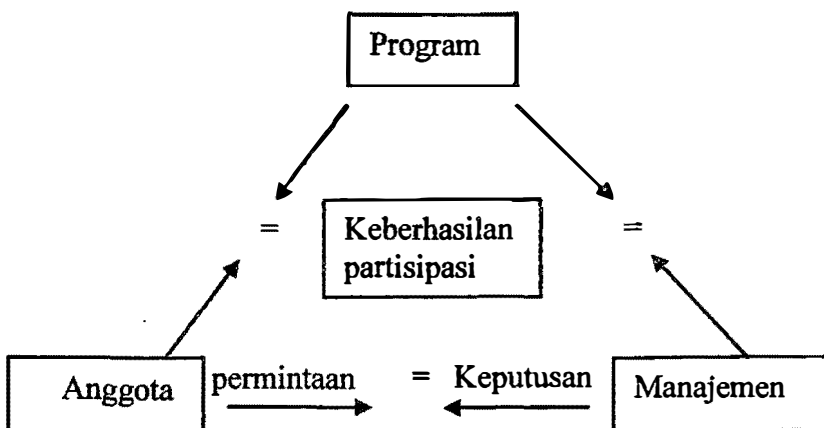 Program
= Keberhasilan =
partisipasi
Anggota permintaan = Keputusan Manajemen